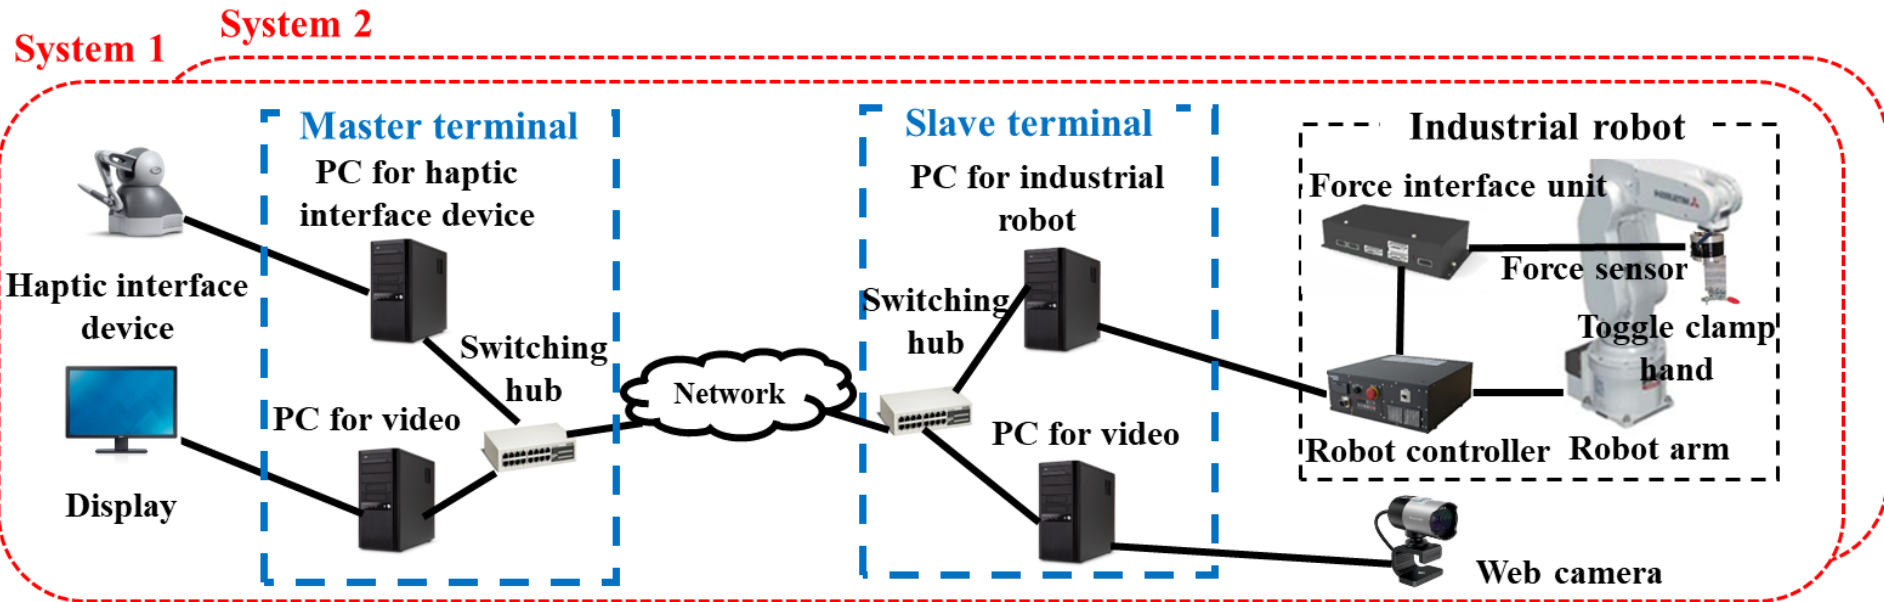 System 1
System 2
Master terminal
PC for haptic
interface device
Haptic interface
device
Switching
hub
PC for video
Display
Network
Slave terminal
PC for industrial
robot
Switching
hub
PC for video
Industrial robot
Force interface unit
Force sensor
Toggle clamp
hand
Robot controller
Robot arm
Web camera